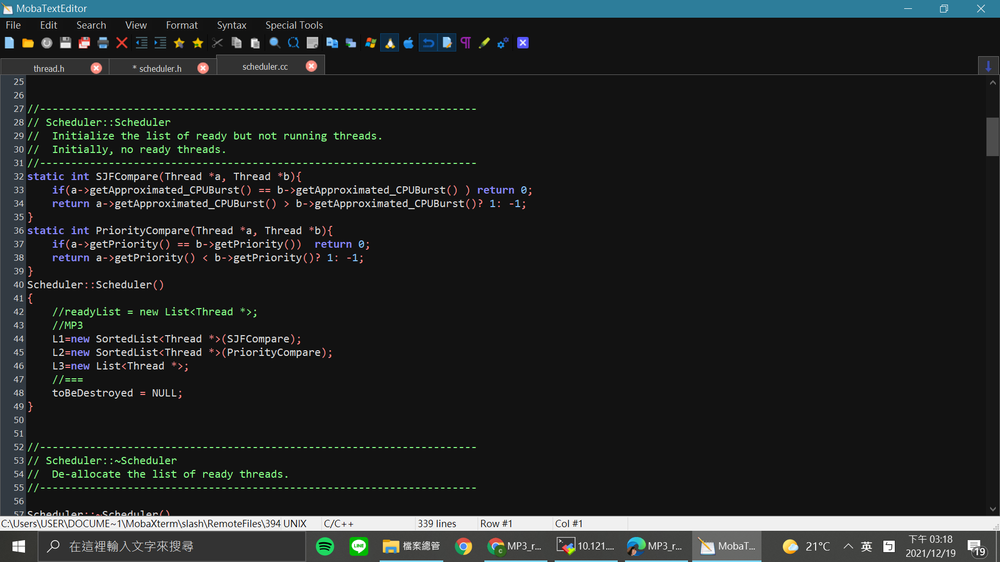 MobaTextEditor
File Edit Search View Format Syntax Special Tools
thread.h * scheduler.h scheduler.cc
25
26
27 //----------------------------------------------------------------------
28 // Scheduler::Scheduler
29 //  Initialize the list of ready but not running threads.
30 //  Initially, no ready threads.
31 //----------------------------------------------------------------------
32 static int SJFCompare(Thread *a, Thread *b){
33     if(a->getApproximated_CPUBurst() == b->getApproximated_CPUBurst() ) return 0;
34     return a->getApproximated_CPUBurst() > b->getApproximated_CPUBurst()? 1: -1;
35 }
36 static int PriorityCompare(Thread *a, Thread *b){
37     if(a->getPriority() == b->getPriority())  return 0;
38     return a->getPriority() < b->getPriority()? 1: -1;
39 }
40 Scheduler::Scheduler()
41 {
42     //readyList = new List<Thread *>;
43     //MP3
44     L1=new SortedList<Thread *>(SJFCompare);
45     L2=new SortedList<Thread *>(PriorityCompare);
46     L3=new List<Thread *>;
47     //===
48     toBeDestroyed = NULL;
49 }
50
51
52 //----------------------------------------------------------------------
53 // Scheduler::~Scheduler
54 //  De-allocate the list of ready threads.
55 //----------------------------------------------------------------------
56
57 Scheduler::~Scheduler()
C:\Users\USER\DOCUME~1\MobaXterm\slash\RemoteFiles\394 UNIX C/C++ 339 lines Row #1 Col #1
在這裡輸入文字來搜尋 LINE 檔案總管 C MP3_r... 10.121.... MP3_r... MobaT... 21°C 英 ㄅ 下午 03:18
2021/12/19 19